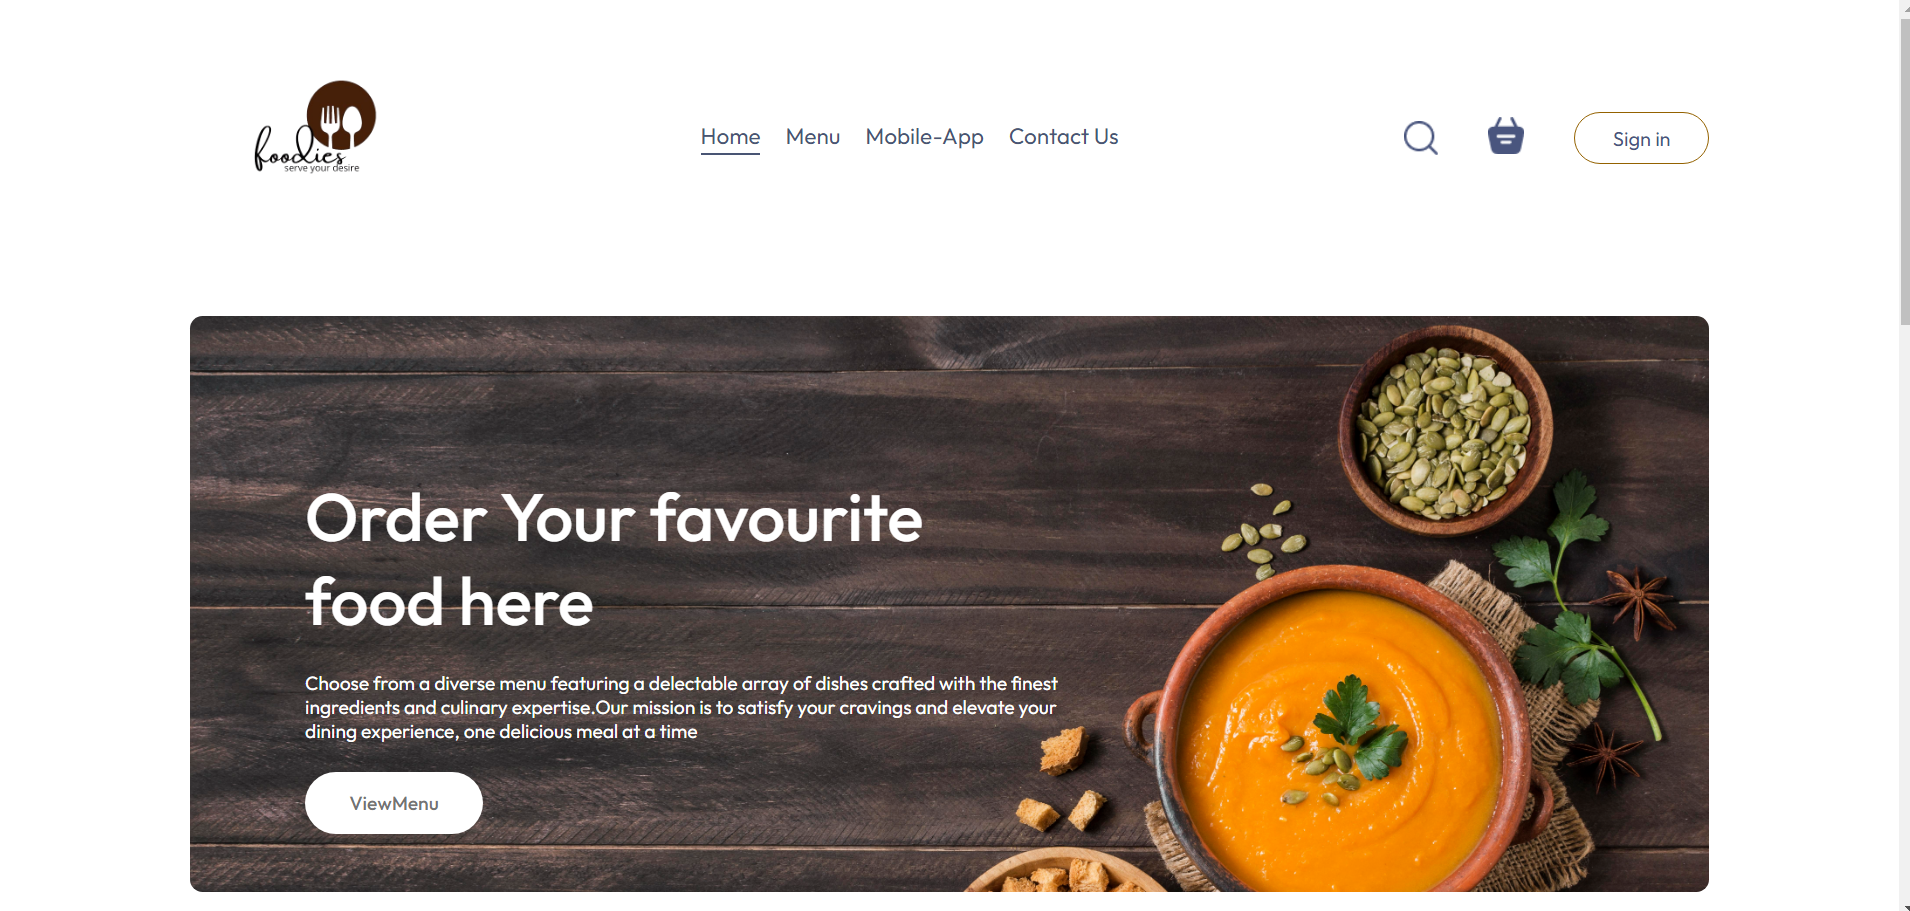 foodies
serve your desire
Home Menu Mobile-App Contact Us
Sign in
Order Your favourite
food here
Choose from a diverse menu featuring a delectable array of dishes crafted with the finest
ingredients and culinary expertise.Our mission is to satisfy your cravings and elevate your
dining experience, one delicious meal at a time
ViewMenu